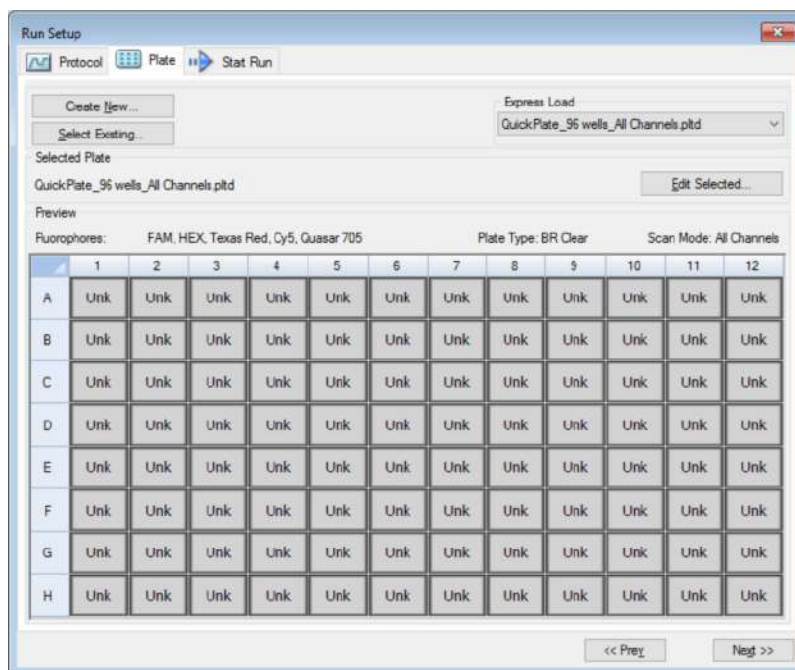 Run Setup
Protocol Plate Start Run
Create New...
Express Load
QuickPlate_96 wells_All Channels.pltd
Select Existing...
Selected Plate
QuickPlate_96 wells_All Channels.pltd
Edit Selected...
Preview
Fluorophores: FAM, HEX, Texas Red, Cy5, Quasar 705 Plate Type: BR Clear Scan Mode: All Channels
1 2 3 4 5 6 7 8 9 10 11 12
A Unk Unk Unk Unk Unk Unk Unk Unk Unk Unk Unk Unk
B Unk Unk Unk Unk Unk Unk Unk Unk Unk Unk Unk Unk
C Unk Unk Unk Unk Unk Unk Unk Unk Unk Unk Unk Unk
D Unk Unk Unk Unk Unk Unk Unk Unk Unk Unk Unk Unk
E Unk Unk Unk Unk Unk Unk Unk Unk Unk Unk Unk Unk
F Unk Unk Unk Unk Unk Unk Unk Unk Unk Unk Unk Unk
G Unk Unk Unk Unk Unk Unk Unk Unk Unk Unk Unk Unk
H Unk Unk Unk Unk Unk Unk Unk Unk Unk Unk Unk Unk
<< Prev Next >>